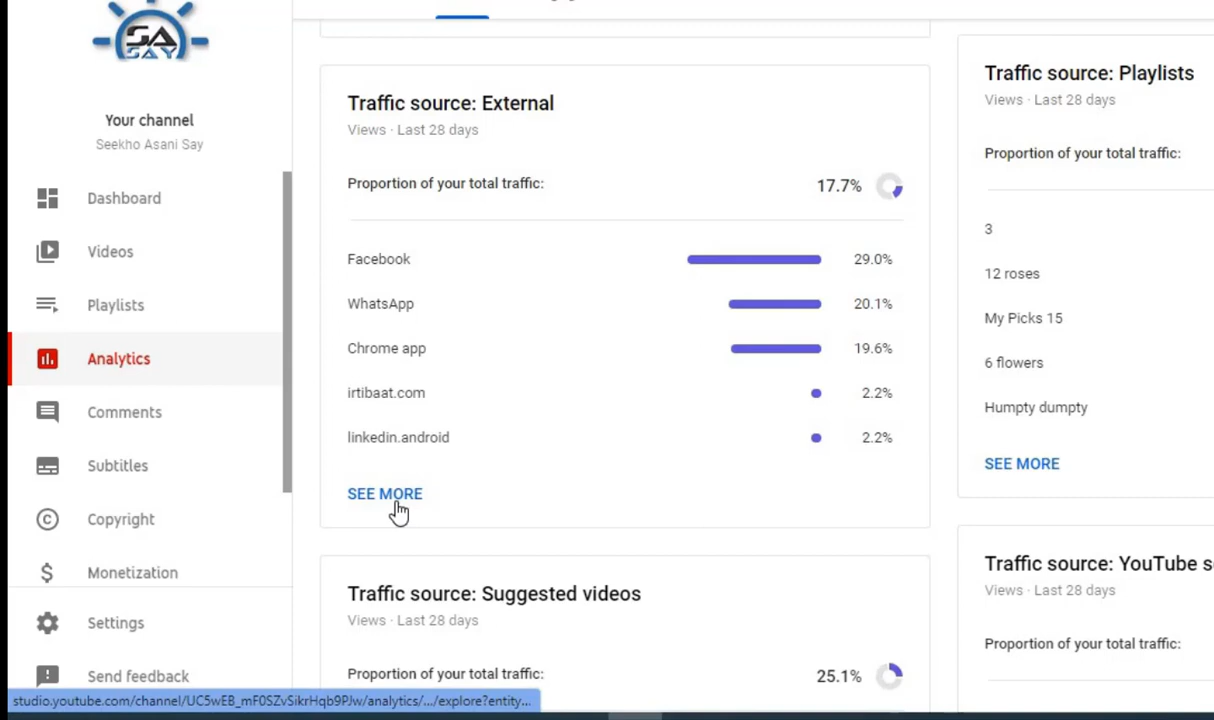 SA
SAY
Your channel
Seekho Asani Say
Dashboard
Videos
Playlists
Analytics
Comments
Subtitles
Copyright
Monetization
Settings
Send feedback
Traffic source: External
Views · Last 28 days
Proportion of your total traffic:
17.7%
Facebook 29.0%
WhatsApp 20.1%
Chrome app 19.6%
irtibaat.com 2.2%
linkedin.android 2.2%
SEE MORE
Traffic source: Suggested videos
Views · Last 28 days
Proportion of your total traffic:
25.1%
Traffic source: Playlists
Views · Last 28 days
Proportion of your total traffic:
3
12 roses
My Picks 15
6 flowers
Humpty dumpty
SEE MORE
Traffic source: YouTube s
Views · Last 28 days
Proportion of your total traffic:
studio.youtube.com/channel/UC5wEB_mF0SZvSikrHqb9PJw/analytics/.../explore?entity...